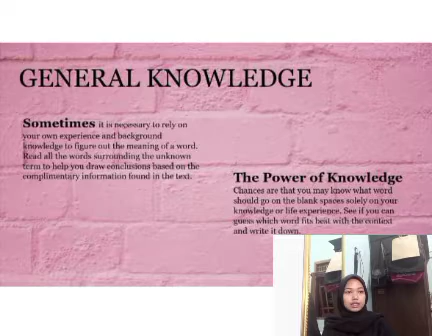 GENERAL KNOWLEDGE
Sometimes it is necessary to rely on
your own experience and background
knowledge to figure out the meaning of a word.
Read all the words surrounding the unknown
term to help you draw conclusions based on the
complimentary information found in the text.
The Power of Knowledge
Chances are that you may know what word
should go on the blank spaces solely on your
knowledge or life experience. See if you can
guess which word fits best with the context
and write it down.